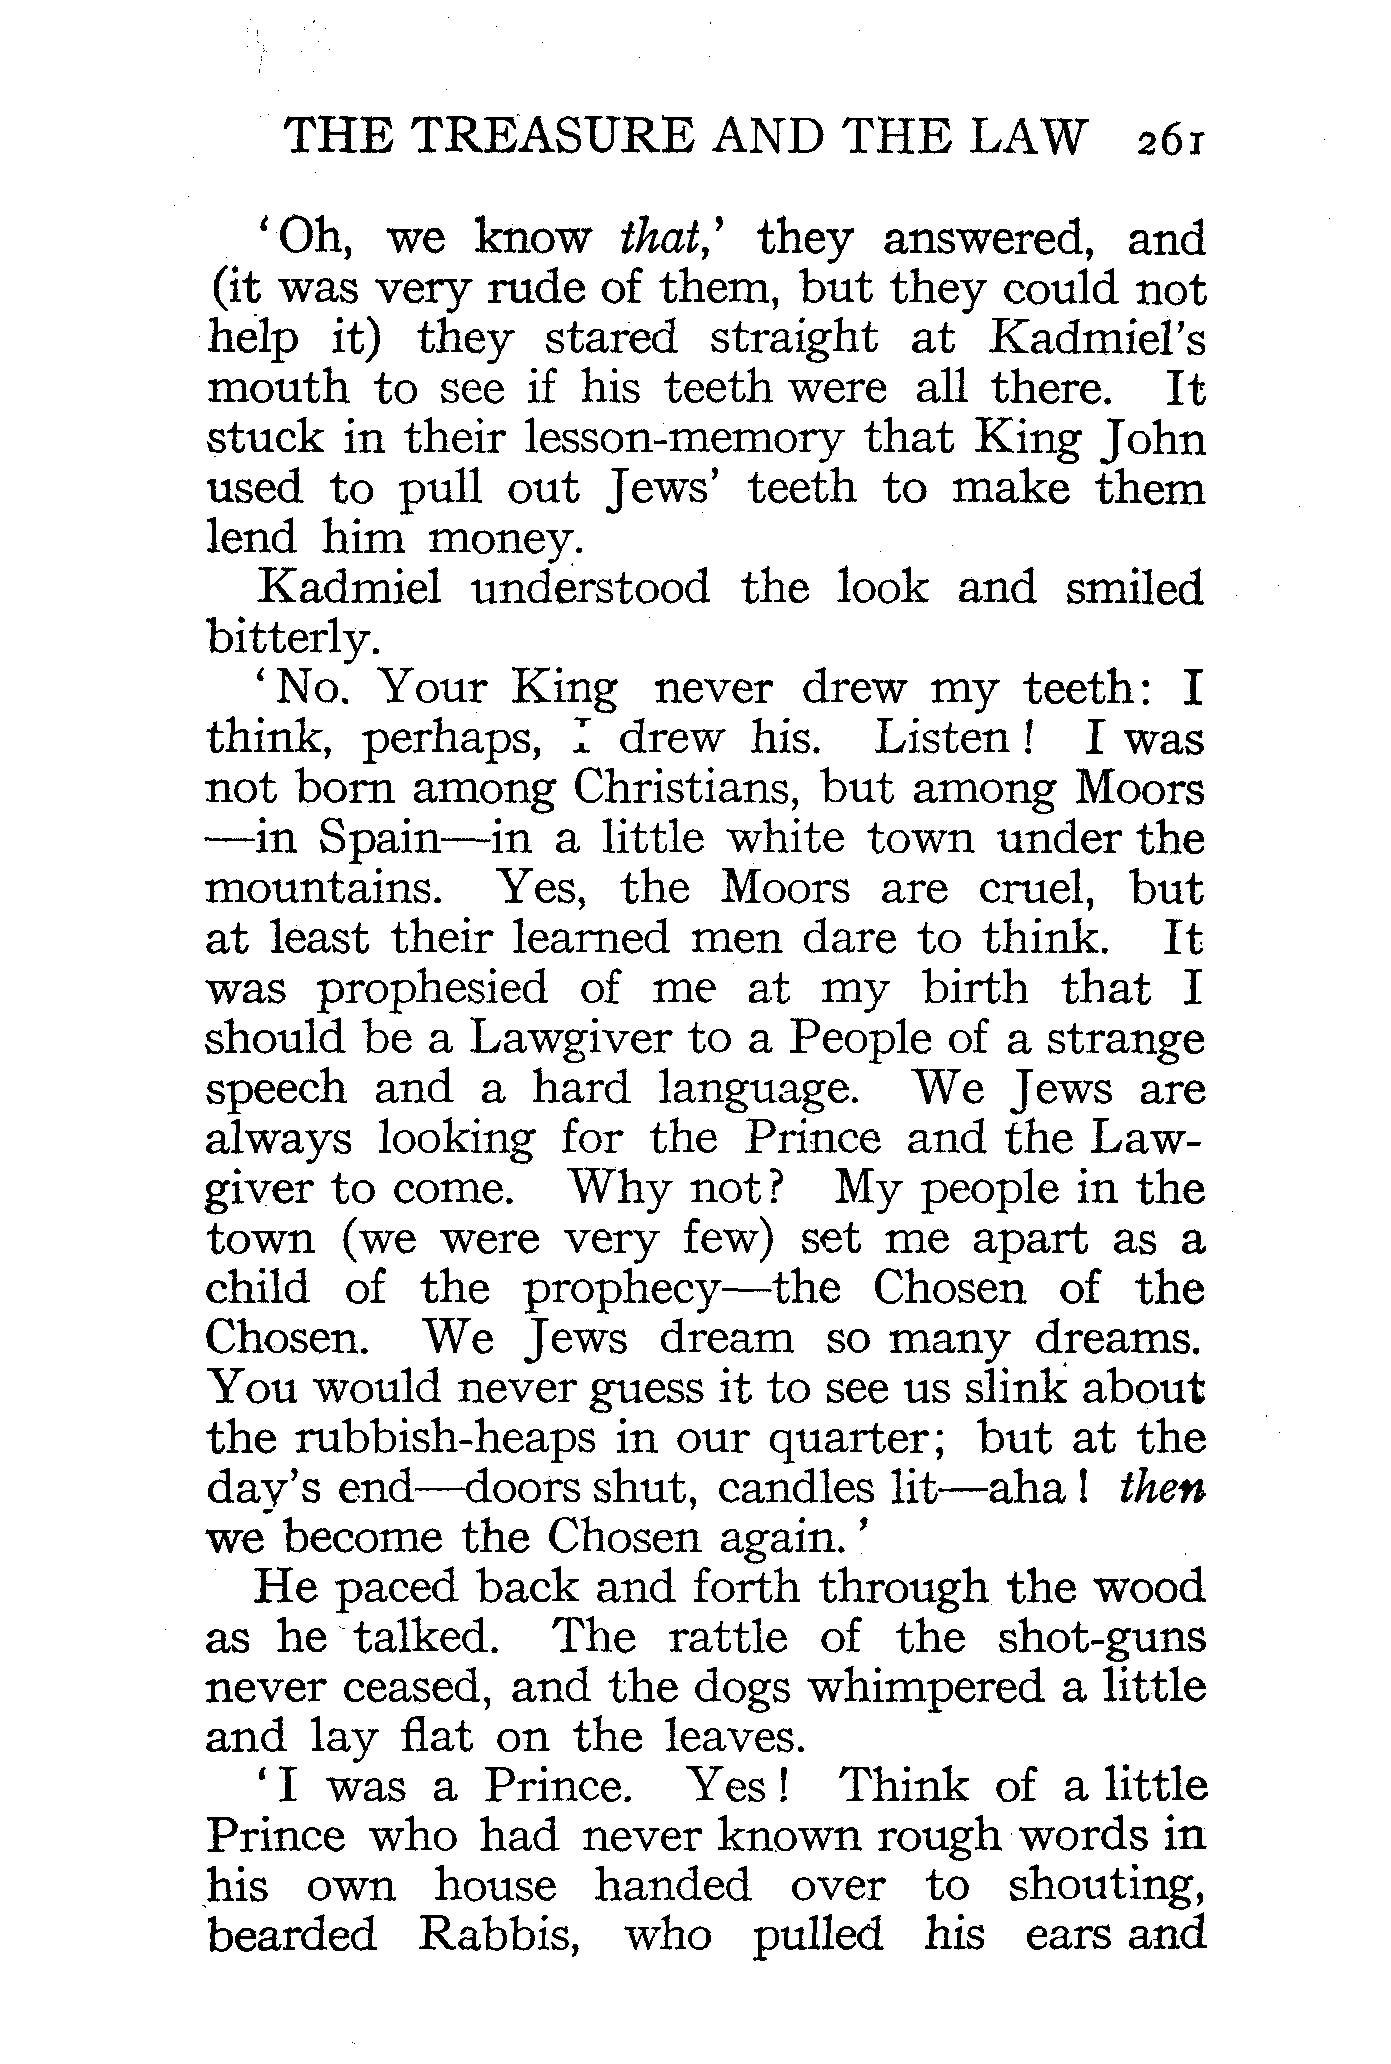 THE TREASURE AND THE LAW 261
‘Oh, we know that,’ they answered, and
(it was very rude of them, but they could not
help it) they stared straight at Kadmiel’s
mouth to see if his teeth were all there. It
stuck in their lesson-memory that King John
used to pull out Jews’ teeth to make them
lend him money.
Kadmiel understood the look and smiled
bitterly.
‘No. Your King never drew my teeth: I
think, perhaps, I drew his. Listen! I was
not born among Christians, but among Moors
—in Spain—in a little white town under the
mountains. Yes, the Moors are cruel, but
at least their learned men dare to think. It
was prophesied of me at my birth that I
should be a Lawgiver to a People of a strange
speech and a hard language. We Jews are
always looking for the Prince and the Law-
giver to come. Why not? My people in the
town (we were very few) set me apart as a
child of the prophecy—the Chosen of the
Chosen. We Jews dream so many dreams.
You would never guess it to see us slink about
the rubbish-heaps in our quarter; but at the
day’s end—doors shut, candles lit—aha! then
we become the Chosen again.’
He paced back and forth through the wood
as he talked. The rattle of the shot-guns
never ceased, and the dogs whimpered a little
and lay flat on the leaves.
‘I was a Prince. Yes! Think of a little
Prince who had never known rough words in
his own house handed over to shouting,
bearded Rabbis, who pulled his ears and